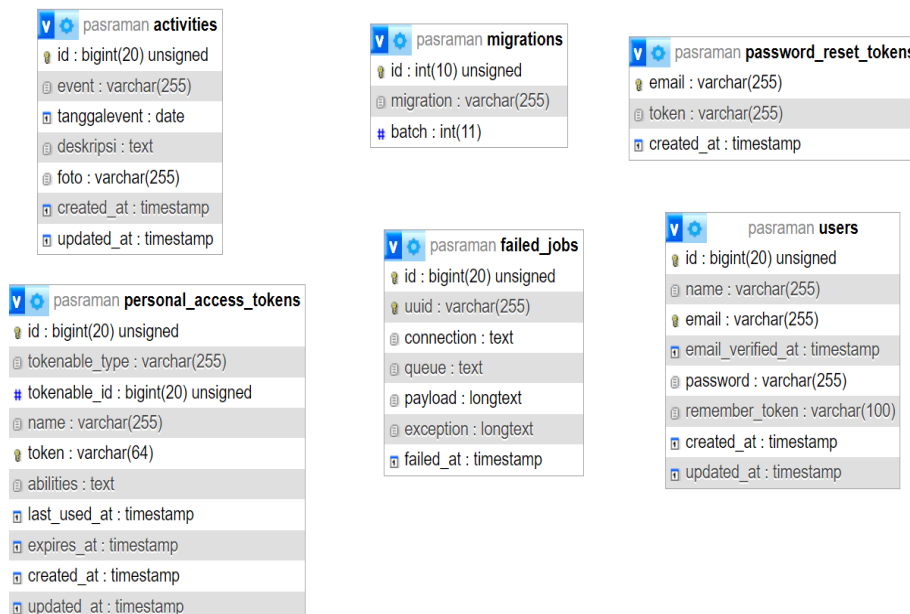 pasraman activities
id : bigint(20) unsigned
event : varchar(255)
tanggalevent : date
deskripsi : text
foto : varchar(255)
created_at : timestamp
updated_at : timestamp
pasraman migrations
id : int(10) unsigned
migration : varchar(255)
# batch : int(11)
pasraman password_reset_tokens
email : varchar(255)
token : varchar(255)
created_at : timestamp
pasraman personal_access_tokens
id : bigint(20) unsigned
tokenable_type : varchar(255)
# tokenable_id : bigint(20) unsigned
name : varchar(255)
token : varchar(64)
abilities : text
last_used_at : timestamp
expires_at : timestamp
created_at : timestamp
updated_at : timestamp
pasraman failed_jobs
id : bigint(20) unsigned
uuid : varchar(255)
connection : text
queue : text
payload : longtext
exception : longtext
failed_at : timestamp
pasraman users
id : bigint(20) unsigned
name : varchar(255)
email : varchar(255)
email_verified_at : timestamp
password : varchar(255)
remember_token : varchar(100)
created_at : timestamp
updated_at : timestamp